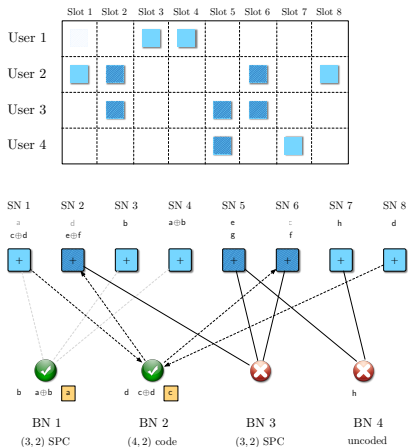 Slot 1 Slot 2 Slot 3 Slot 4 Slot 5 Slot 6 Slot 7 Slot 8
User 1
User 2
User 3
User 4
SN 1 SN 2 SN 3 SN 4 SN 5 SN 6 SN 7 SN 8
a d b a⊕b e c h d
c⊕d e⊕f g f
+ + + + + + + +
b a⊕b a d c⊕d c h
BN 1 BN 2 BN 3 BN 4
(3, 2) SPC (4, 2) code (3, 2) SPC uncoded